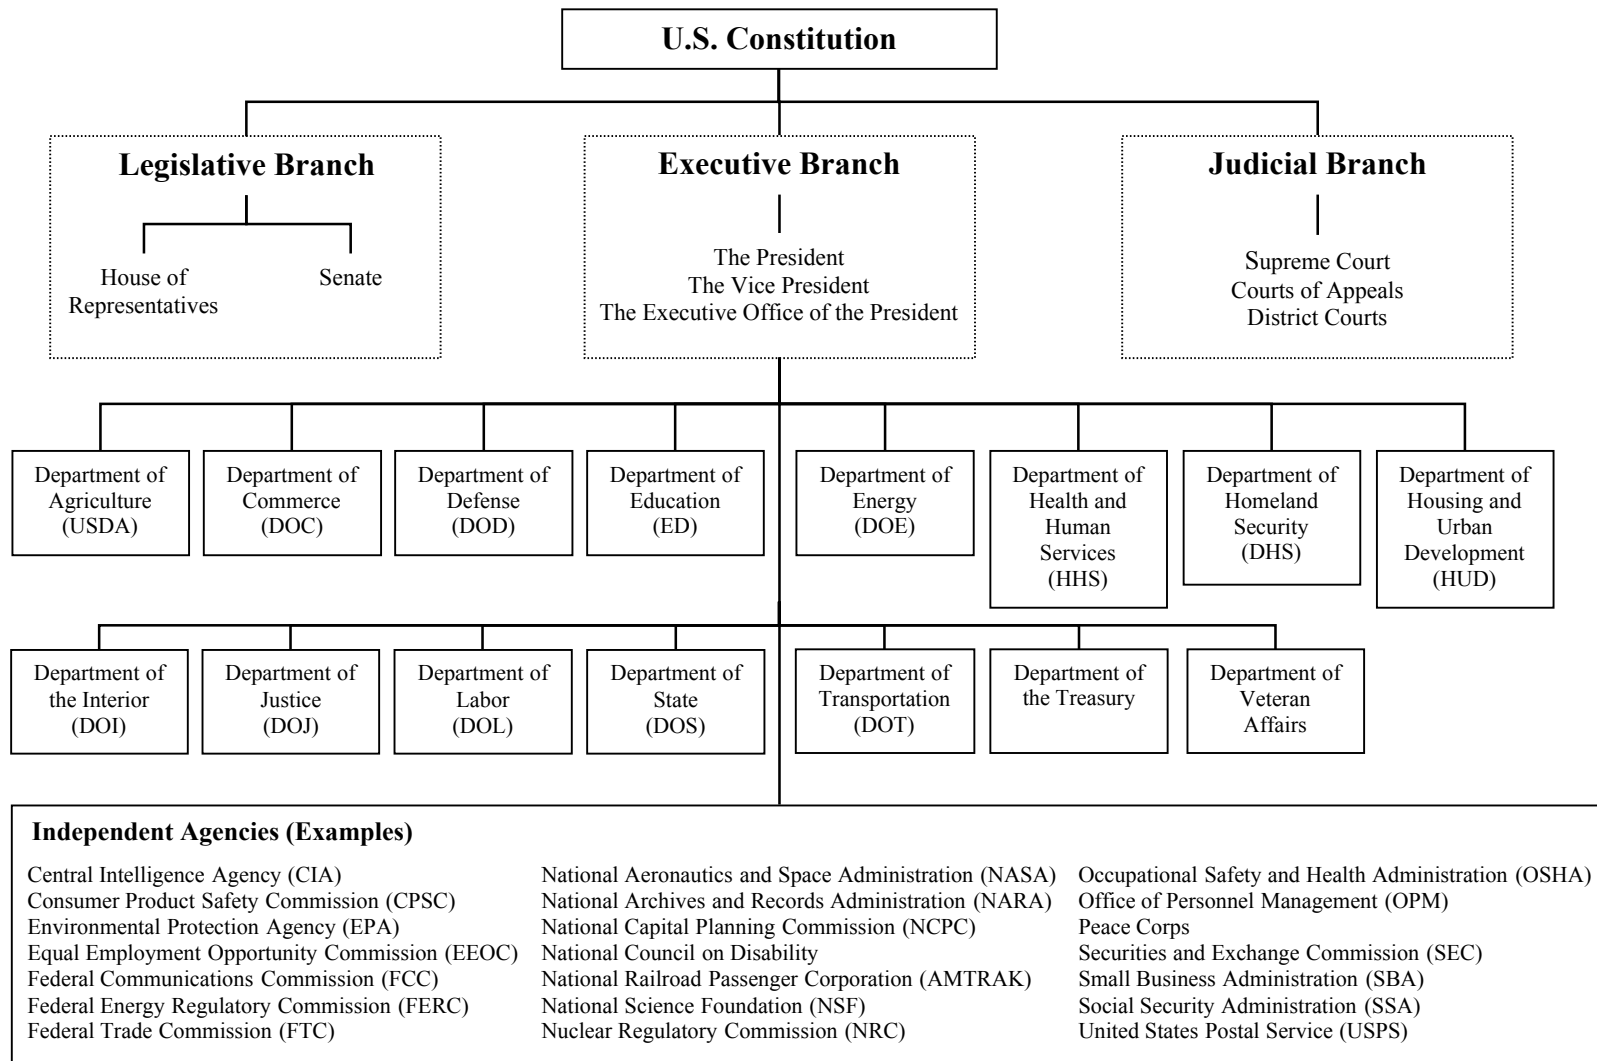 U.S. Constitution
Legislative Branch
House of
Representatives
Senate
Executive Branch
The President
The Vice President
The Executive Office of the President
Judicial Branch
Supreme Court
Courts of Appeals
District Courts
Department of
Agriculture
(USDA)
Department of
Commerce
(DOC)
Department of
Defense
(DOD)
Department of
Education
(ED)
Department of
Energy
(DOE)
Department of
Health and
Human
Services
(HHS)
Department of
Homeland
Security
(DHS)
Department of
Housing and
Urban
Development
(HUD)
Department of
the Interior
(DOI)
Department of
Justice
(DOJ)
Department of
Labor
(DOL)
Department of
State
(DOS)
Department of
Transportation
(DOT)
Department of
the Treasury
Department of
Veteran
Affairs
Independent Agencies (Examples)
Central Intelligence Agency (CIA)
Consumer Product Safety Commission (CPSC)
Environmental Protection Agency (EPA)
Equal Employment Opportunity Commission (EEOC)
Federal Communications Commission (FCC)
Federal Energy Regulatory Commission (FERC)
Federal Trade Commission (FTC)
National Aeronautics and Space Administration (NASA)
National Archives and Records Administration (NARA)
National Capital Planning Commission (NCPC)
National Council on Disability
National Railroad Passenger Corporation (AMTRAK)
National Science Foundation (NSF)
Nuclear Regulatory Commission (NRC)
Occupational Safety and Health Administration (OSHA)
Office of Personnel Management (OPM)
Peace Corps
Securities and Exchange Commission (SEC)
Small Business Administration (SBA)
Social Security Administration (SSA)
United States Postal Service (USPS)